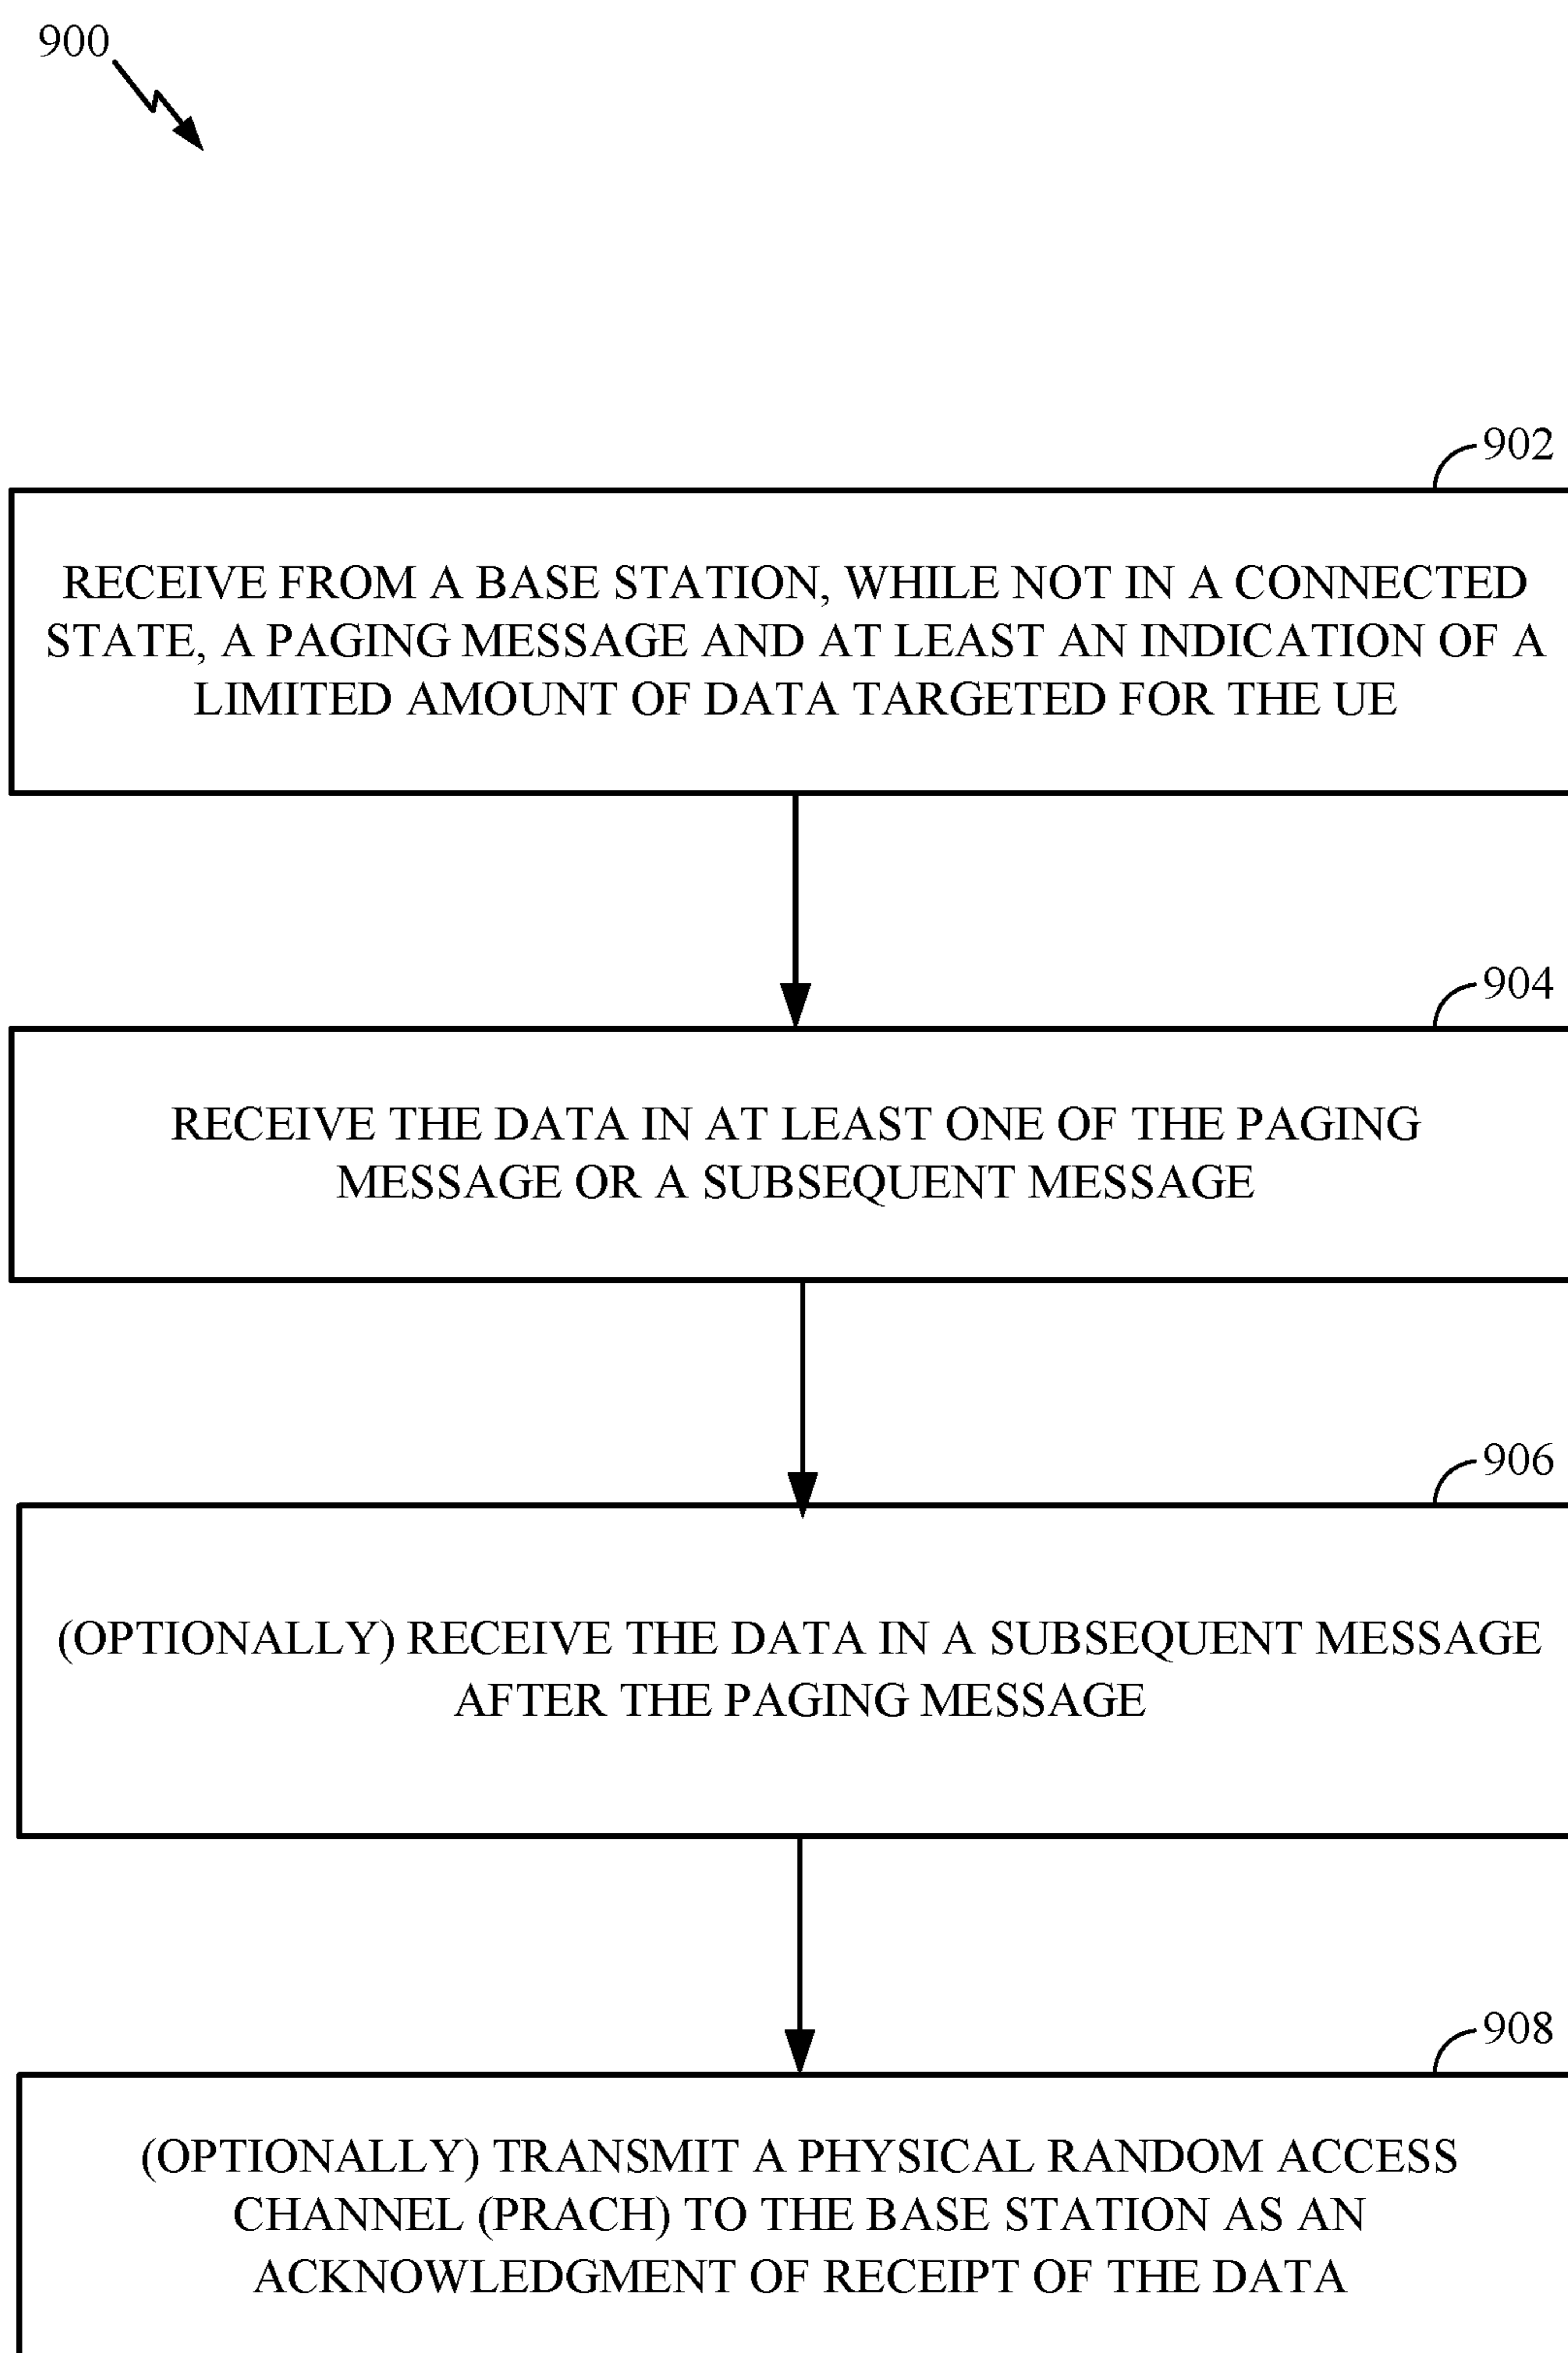 900
902
RECEIVE FROM A BASE STATION, WHILE NOT IN A CONNECTED
STATE, A PAGING MESSAGE AND AT LEAST AN INDICATION OF A
LIMITED AMOUNT OF DATA TARGETED FOR THE UE
904
RECEIVE THE DATA IN AT LEAST ONE OF THE PAGING
MESSAGE OR A SUBSEQUENT MESSAGE
906
(OPTIONALLY) RECEIVE THE DATA IN A SUBSEQUENT MESSAGE
AFTER THE PAGING MESSAGE
908
(OPTIONALLY) TRANSMIT A PHYSICAL RANDOM ACCESS
CHANNEL (PRACH) TO THE BASE STATION AS AN
ACKNOWLEDGMENT OF RECEIPT OF THE DATA